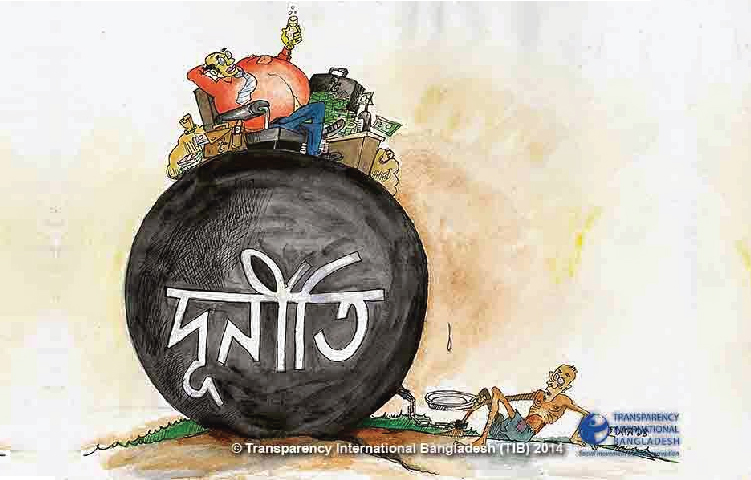 দূনীতি
TRANSPARENCY
INTERNATIONAL
BANGLADESH
© Transparency International Bangladesh (TIB) 2014